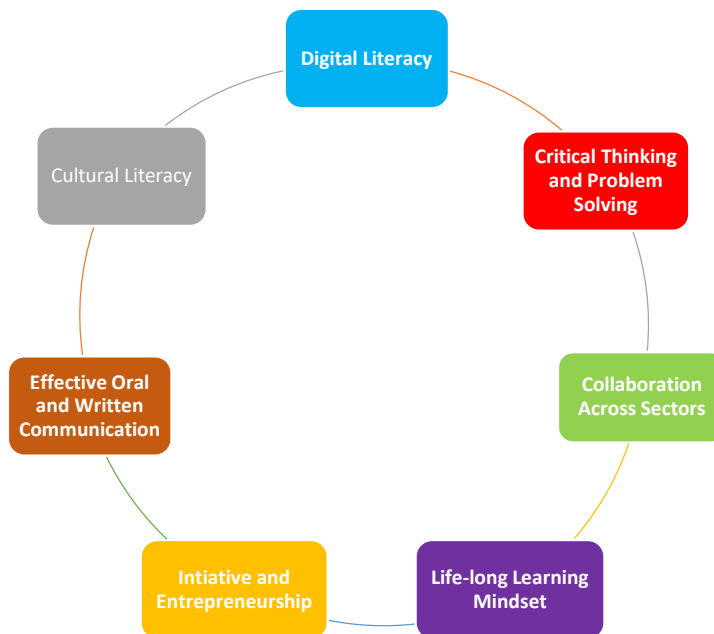 Digital Literacy
Critical Thinking
and Problem
Solving
Collaboration
Across Sectors
Life-long Learning
Mindset
Intiative and
Entrepreneurship
Effective Oral
and Written
Communication
Cultural Literacy